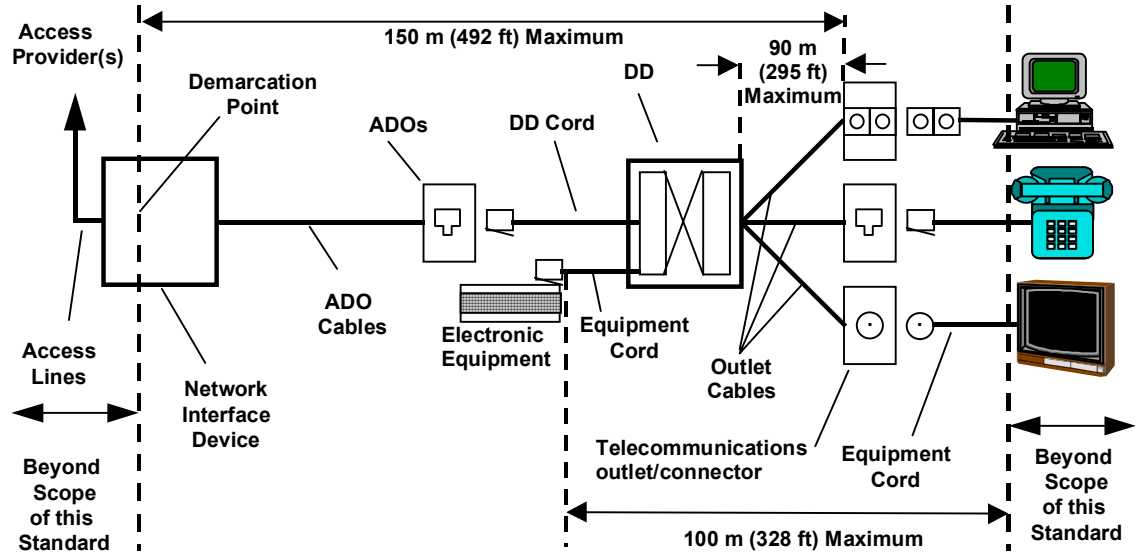 Access
Provider(s)
150 m (492 ft) Maximum
90 m
(295 ft)
Maximum
Demarcation
Point
ADOs
DD Cord
DD
ADO
Cables
Electronic
Equipment
Equipment
Cord
Outlet
Cables
Access
Lines
Network
Interface
Device
Telecommunications
outlet/connector
Equipment
Cord
Beyond
Scope
of this
Standard
100 m (328 ft) Maximum
Beyond
Scope
of this
Standard